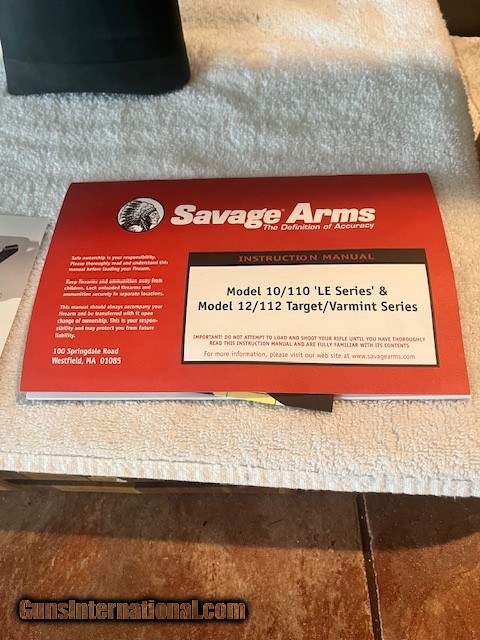 Savage® Arms
The Definition of Accuracy
Safe ownership is your responsibility.
Please thoroughly read and understand this
manual before loading your firearm.
Keep firearms and ammunition away from
children. Lock unloaded firearms and
ammunition securely in separate locations.
This manual should always accompany your
firearm and be transferred with it upon
change of ownership. This is your respon-
sibility and may protect you from future
liability.
100 Springdale Road
Westfield, MA 01085
INSTRUCTION MANUAL
Model 10/110 'LE Series' &
Model 12/112 Target/Varmint Series
IMPORTANT! DO NOT ATTEMPT TO LOAD AND SHOOT YOUR RIFLE UNTIL YOU HAVE THOROUGHLY
READ THIS INSTRUCTION MANUAL AND ARE FULLY FAMILIAR WITH ITS CONTENTS
For more information, please visit our web site at www.savagearms.com
GunsInternational.com